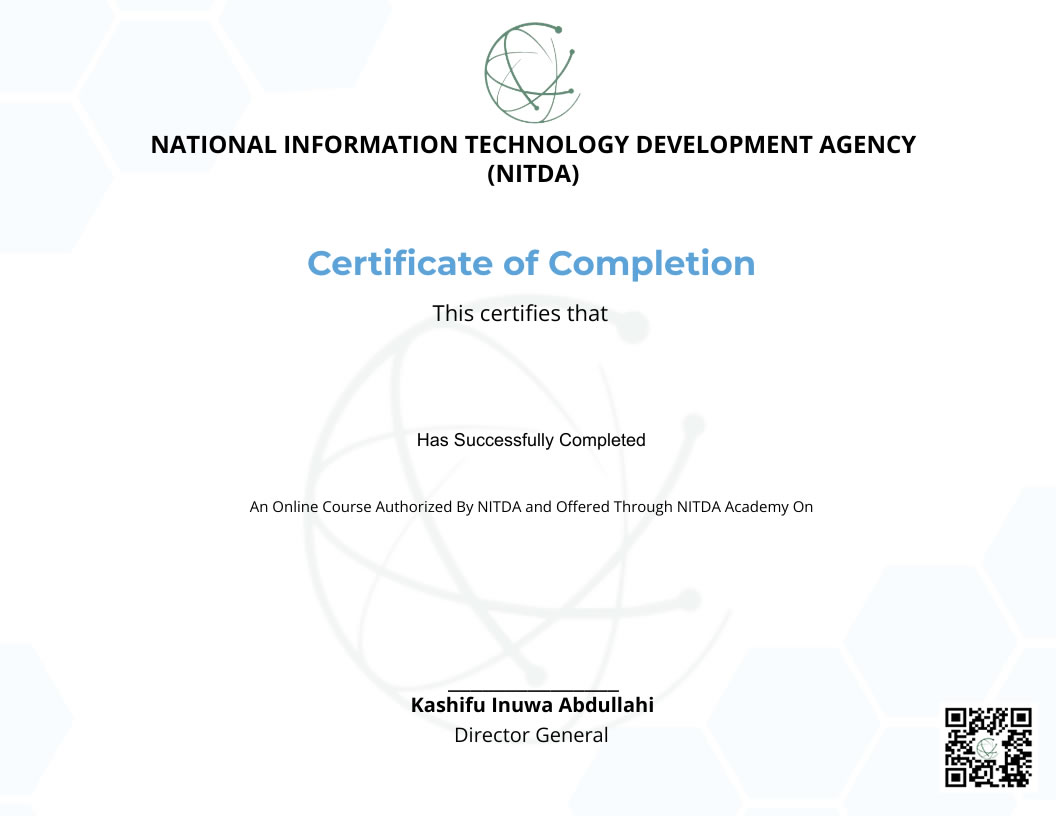 NATIONAL INFORMATION TECHNOLOGY DEVELOPMENT AGENCY
(NITDA)
Certificate of Completion
This certifies that
Has Successfully Completed
An Online Course Authorized By NITDA and Offered Through NITDA Academy On
Kashifu Inuwa Abdullahi
Director General